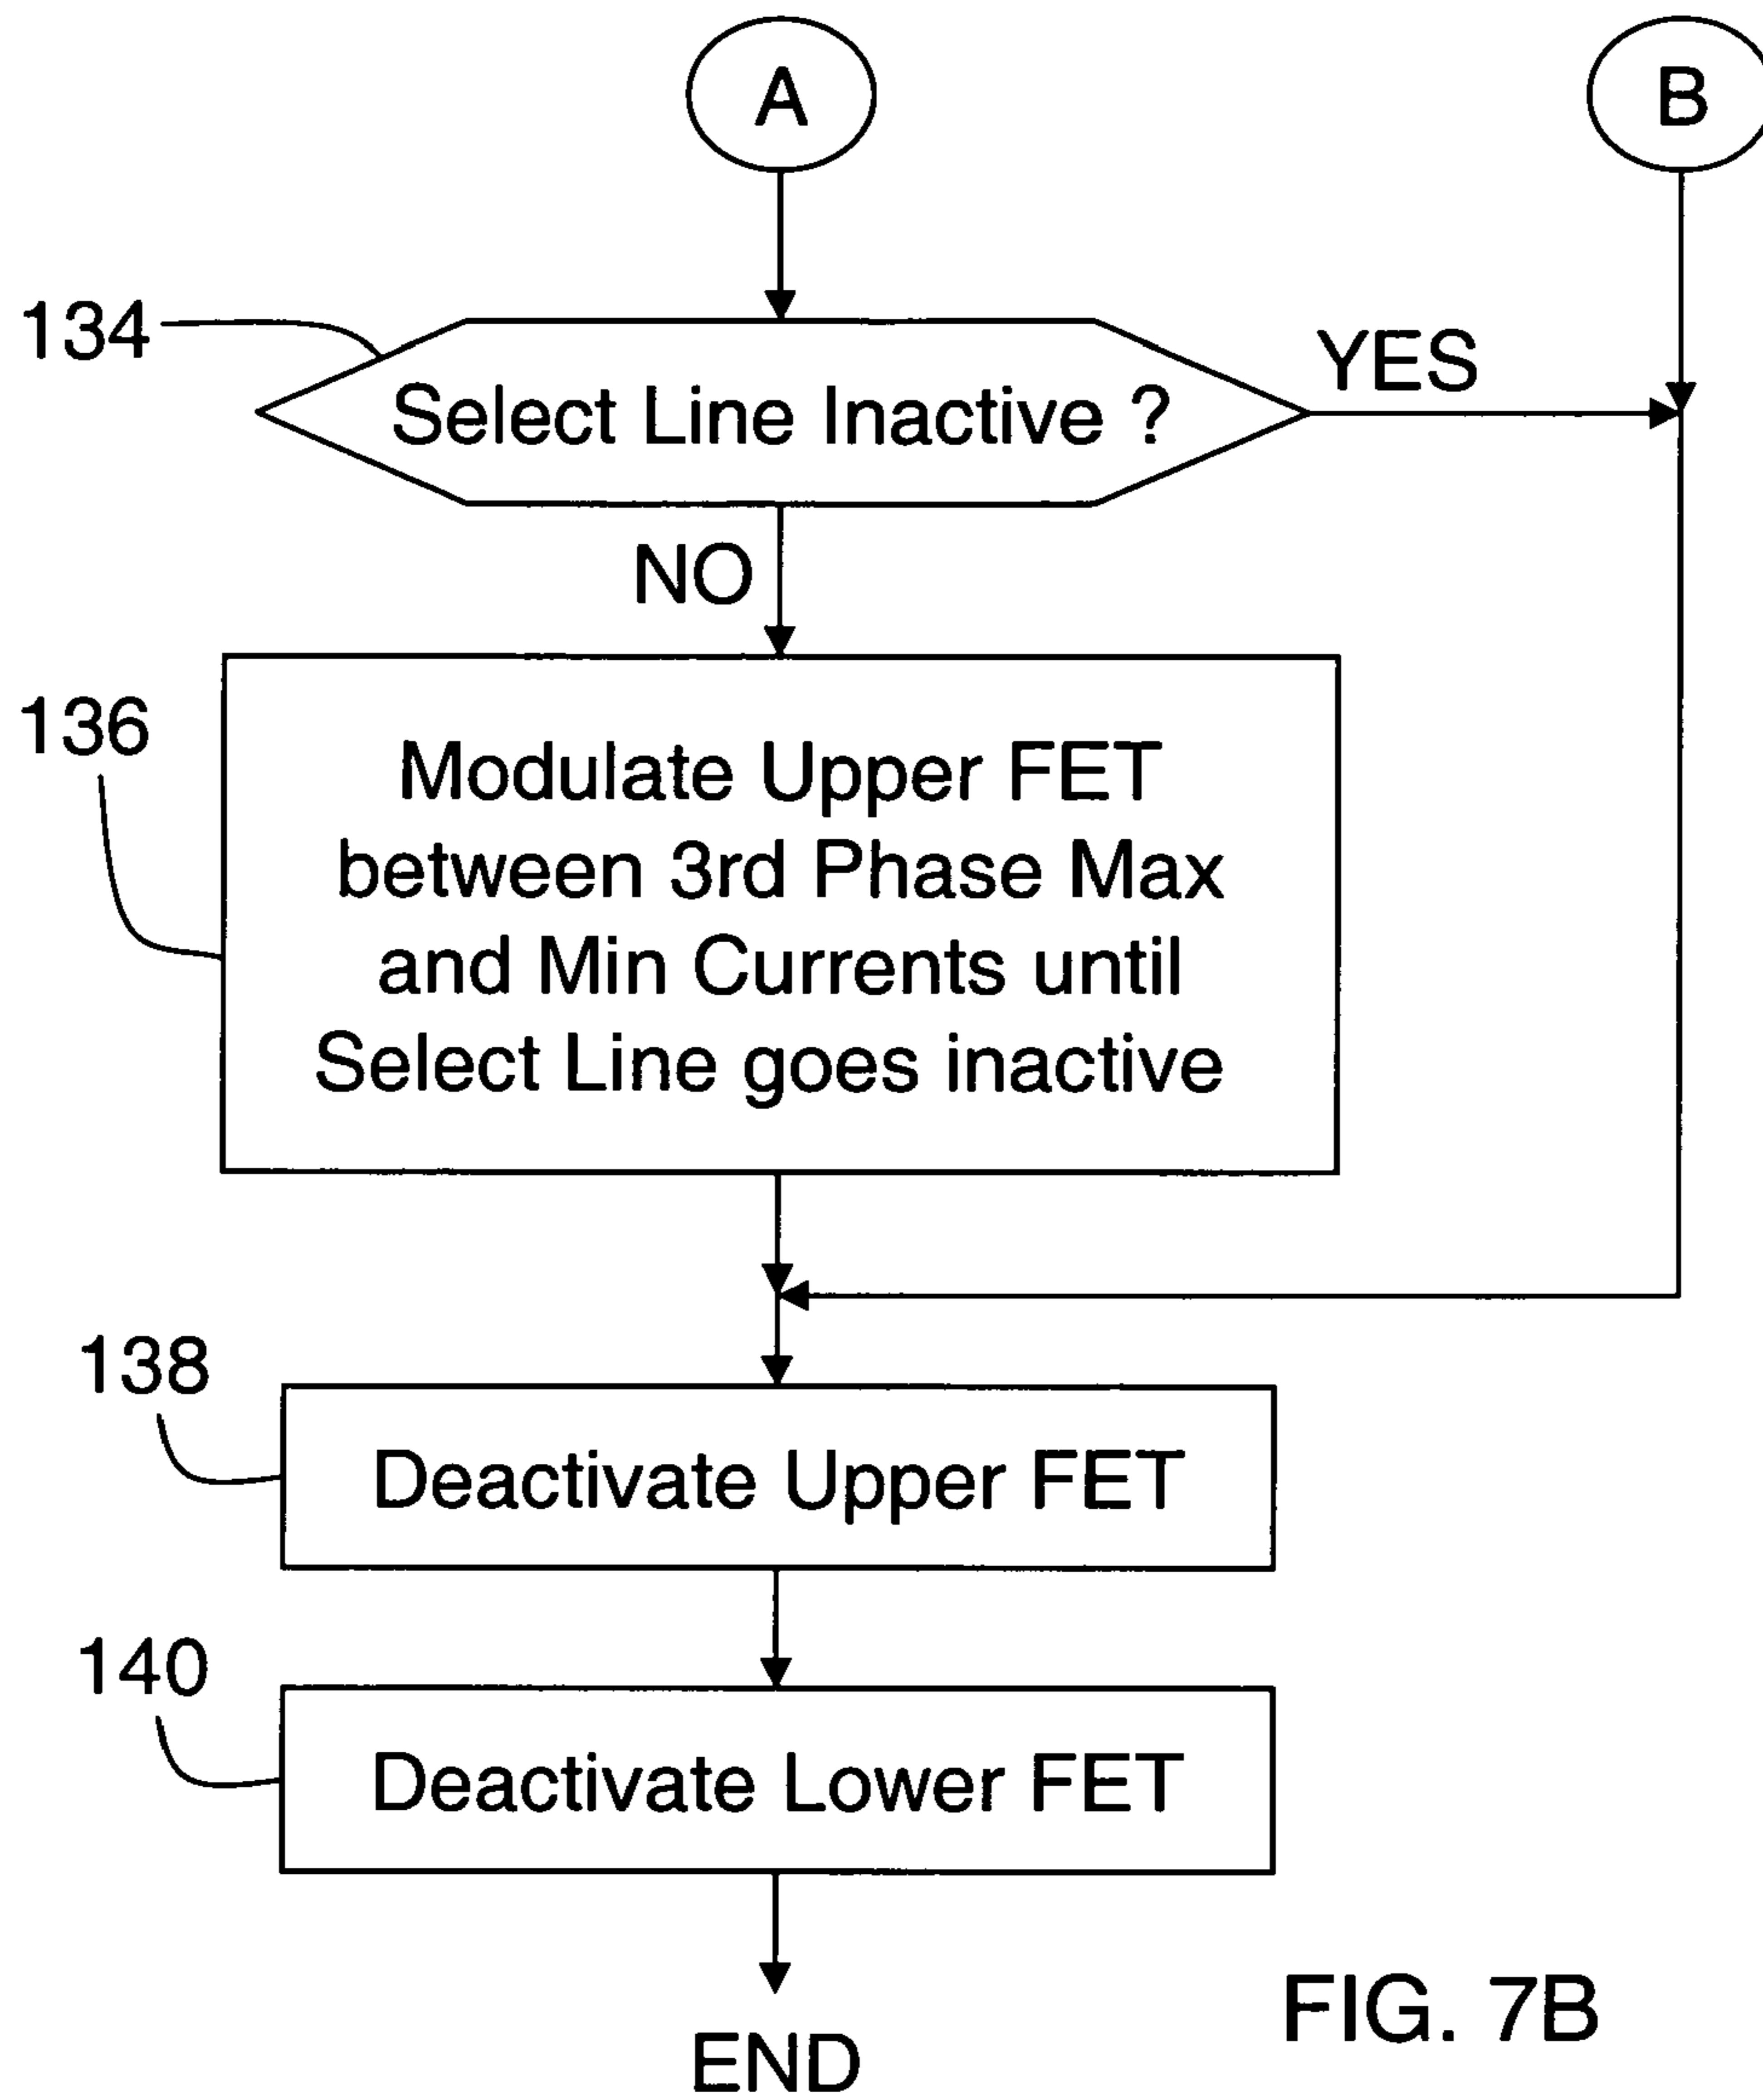 A
B
134
Select Line Inactive ?
YES
NO
136
Modulate Upper FET
between 3rd Phase Max
and Min Currents until
Select Line goes inactive
138
Deactivate Upper FET
140
Deactivate Lower FET
END
FIG. 7B